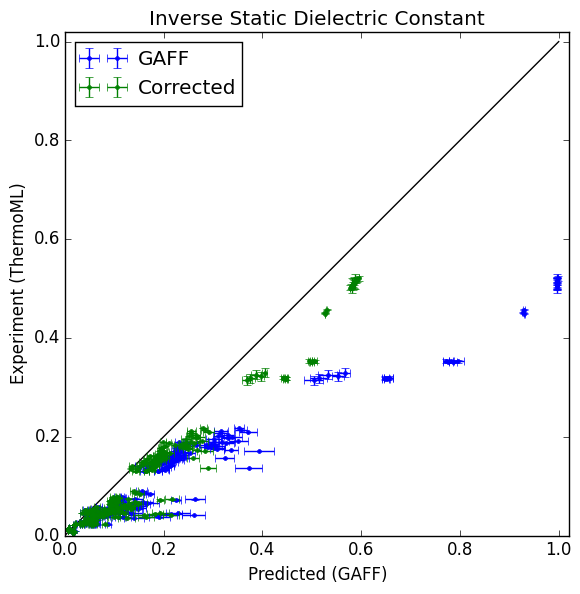 Inverse Static Dielectric Constant
1.0
0.8
0.6
0.4
0.2
0.0
Experiment (ThermoML)
GAFF
Corrected
0.0 0.2 0.4 0.6 0.8 1.0
Predicted (GAFF)